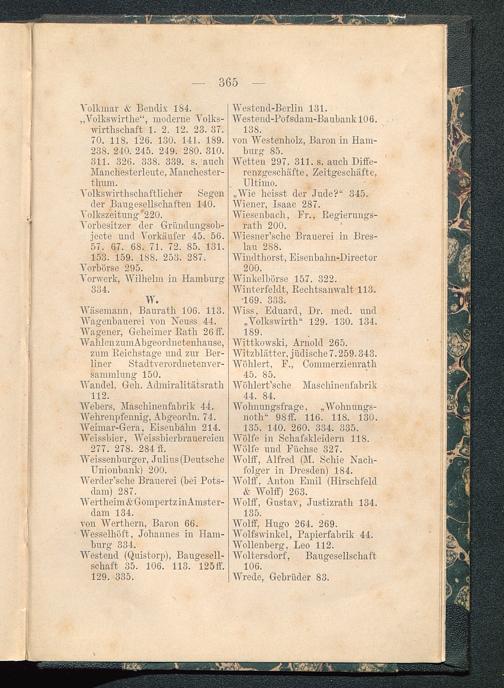 — 365 —
Volkmar & Bendix 184.
„Volkswirthe“, moderne Volks-
wirthschaft 1. 2. 12. 23. 37.
70. 118. 126. 130. 141. 189.
238. 240. 245. 249. 280. 310.
311. 326. 338. 339. s. auch
Manchesterleute, Manchester-
thum.
Volkswirthschaftlicher Segen
der Baugesellschaften 140.
Volkszeitung 220.
Vorbesitzer der Gründungsob-
jecte und Vorkäufer 45. 56.
57. 67. 68. 71. 72. 85. 131.
153. 159. 188. 253. 287.
Vorbörse 295.
Vorwerk, Wilhelm in Hamburg
334.
W.
Wäsemann, Baurath 106. 113.
Wagenbauerei von Neuss 44.
Wagener, Geheimer Rath 26ff.
Wahlen zum Abgeordnetenhause,
zum Reichstage und zur Ber-
liner Stadtverordnetenver-
sammlung 150.
Wandel, Geh. Admiralitätsrath
112.
Webers, Maschinenfabrik 44.
Wehrenpfennig, Abgeordn. 74.
Weimar-Gera, Eisenbahn 214.
Weissbier, Weissbierbrauereien
277. 278. 284 ff.
Weissenburger, Julius (Deutsche
Unionbank) 200.
Werder'sche Brauerei (bei Pots-
dam) 287.
Wertheim & Gompertz in Amster-
dam 134.
von Werthern, Baron 66.
Wesselhöft, Johannes in Ham-
burg 334.
Westend (Quistorp), Baugesell-
schaft 35. 106. 113. 125ff.
129. 335.
Westend-Berlin 131.
Westend-Potsdam-Baubank 106.
138.
von Westenholz, Baron in Ham-
burg 85.
Wetten 297. 311. s. auch Diffe-
renzgeschäfte, Zeitgeschäfte,
Ultimo.
„Wie heisst der Jude?“ 345.
Wiener, Isaac 287.
Wiesenbach, Fr., Regierungs-
rath 200.
Wiesner'sche Brauerei in Bres-
lau 288.
Windthorst, Eisenbahn-Director
200.
Winkelbörse 157. 322.
Winterfeldt, Rechtsanwalt 113.
169. 333.
Wiss, Eduard, Dr. med. und
„Volkswirth“ 129. 130. 134.
189.
Wittkowski, Arnold 265.
Witzblätter, jüdische 7. 259. 343.
Wöhlert, F., Commerzienrath
45. 85.
Wöhlert'sche Maschinenfabrik
44. 84.
Wohnungsfrage, „Wohnungs-
noth“ 98ff. 116. 118. 130.
135. 140. 260. 334. 335.
Wölfe in Schafskleidern 118.
Wölfe und Füchse 327.
Wolff, Alfred (M. Schie Nach-
folger in Dresden) 184.
Wolff, Anton Emil (Hirschfeld
& Wolff) 263.
Wolff, Gustav, Justizrath 134.
135.
Wolff, Hugo 264. 269.
Wolfswinkel, Papierfabrik 44.
Wollenberg, Leo 112.
Woltersdorf, Baugesellschaft
106.
Wrede, Gebrüder 83.